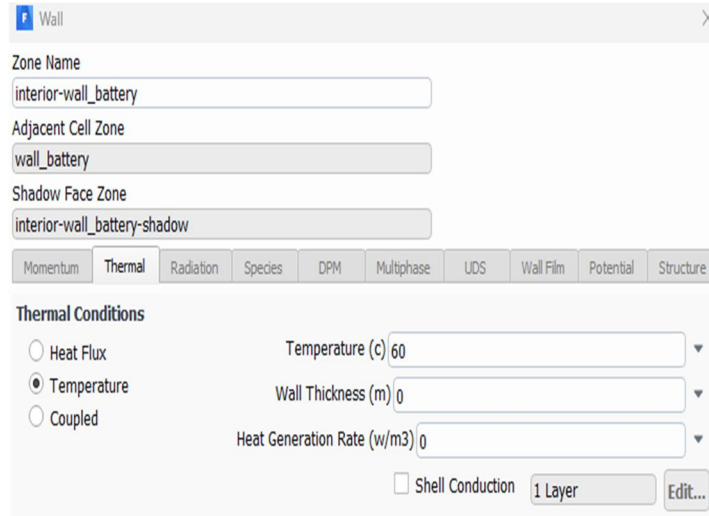 F Wall
Zone Name
interior-wall_battery
Adjacent Cell Zone
wall_battery
Shadow Face Zone
interior-wall_battery-shadow
Momentum Thermal Radiation Species DPM Multiphase UDS Wall Film Potential Structure
Thermal Conditions
Heat Flux
Temperature
Coupled
Temperature (c) 60
Wall Thickness (m) 0
Heat Generation Rate (w/m3) 0
Shell Conduction 1 Layer Edit...